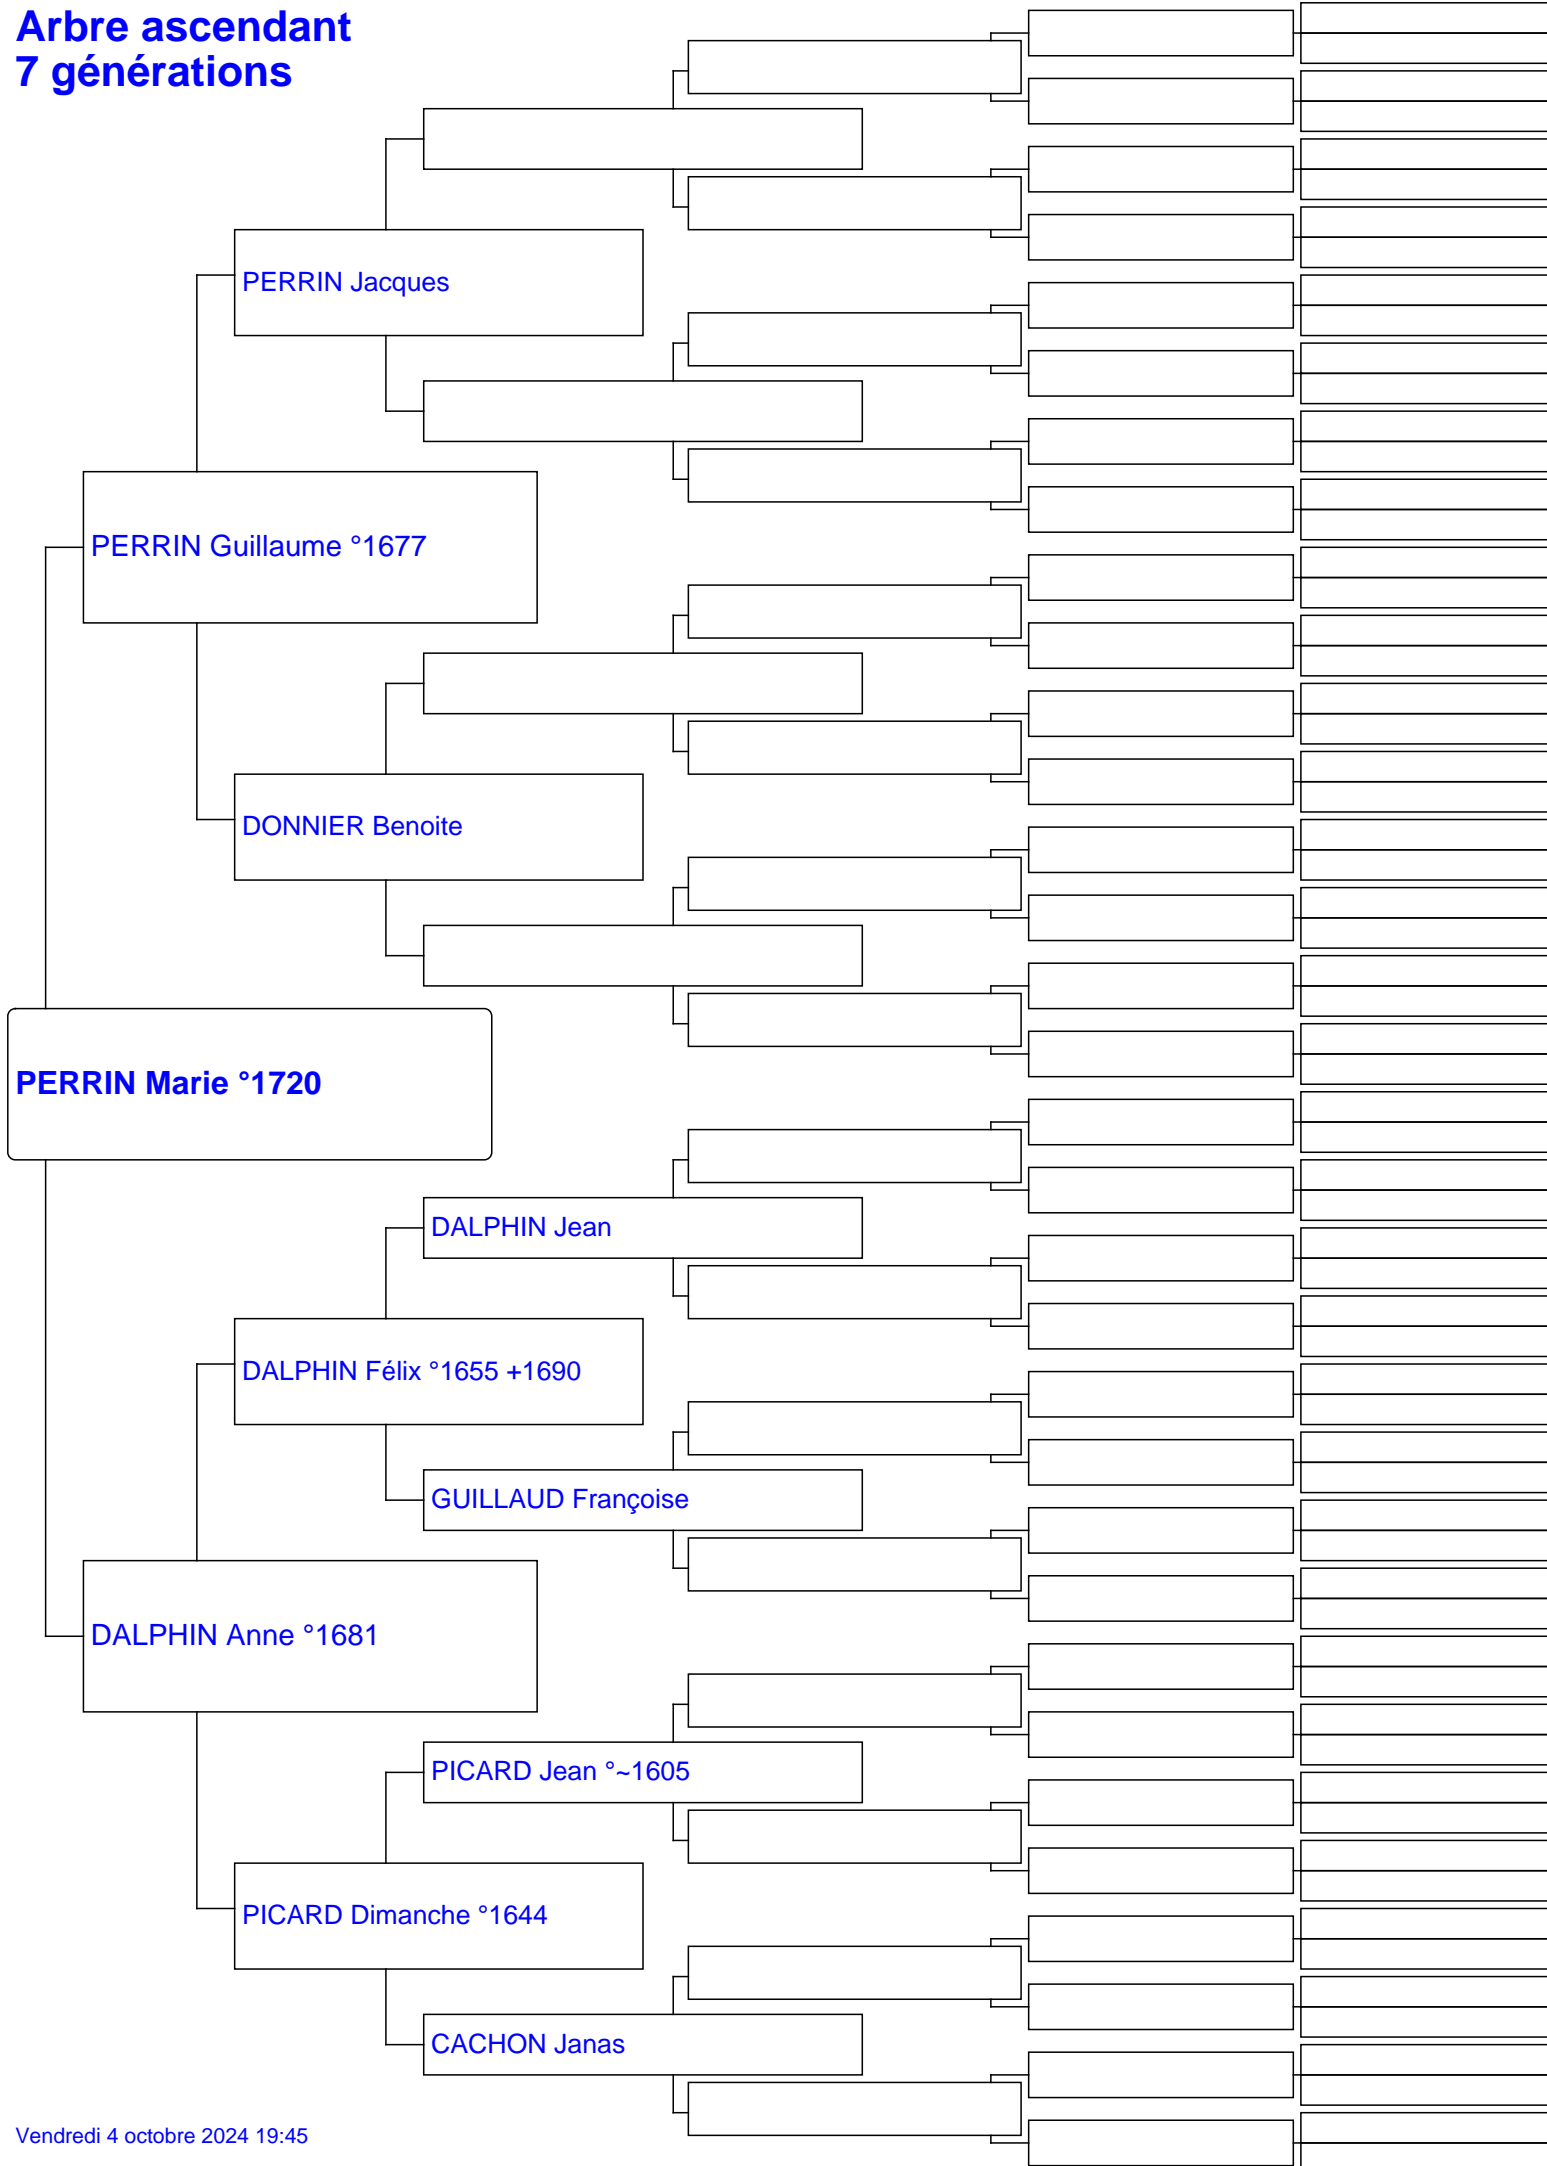 Arbre ascendant
7 générations
PERRIN Jacques
PERRIN Guillaume °1677
DONNIER Benoite
PERRIN Marie °1720
DALPHIN Jean
DALPHIN Félix °1655 +1690
GUILLAUD Françoise
DALPHIN Anne °1681
PICARD Jean °~1605
PICARD Dimanche °1644
CACHON Janas
Vendredi 4 octobre 2024 19:45